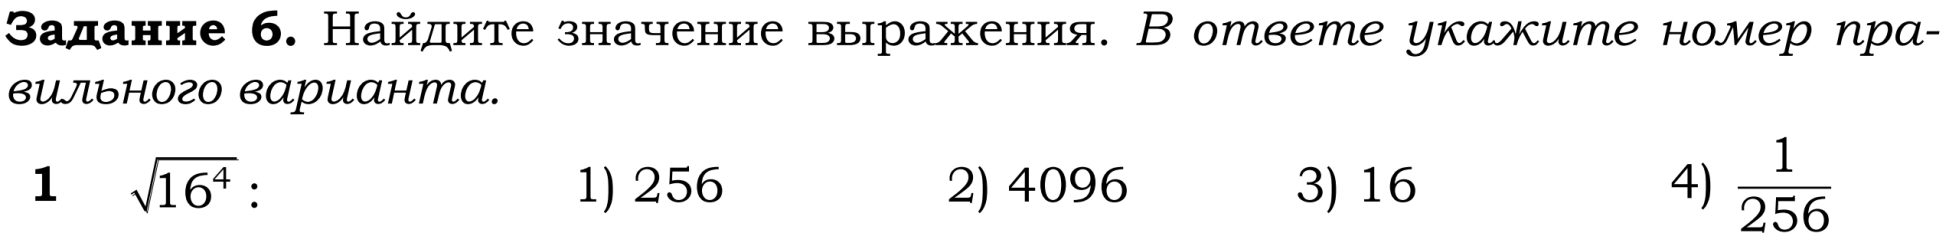 Задание 6. Найдите значение выражения. В ответе укажите номер пра-
вильного варианта.
1 √16⁴ : 1) 256 2) 4096 3) 16 4) 1/256